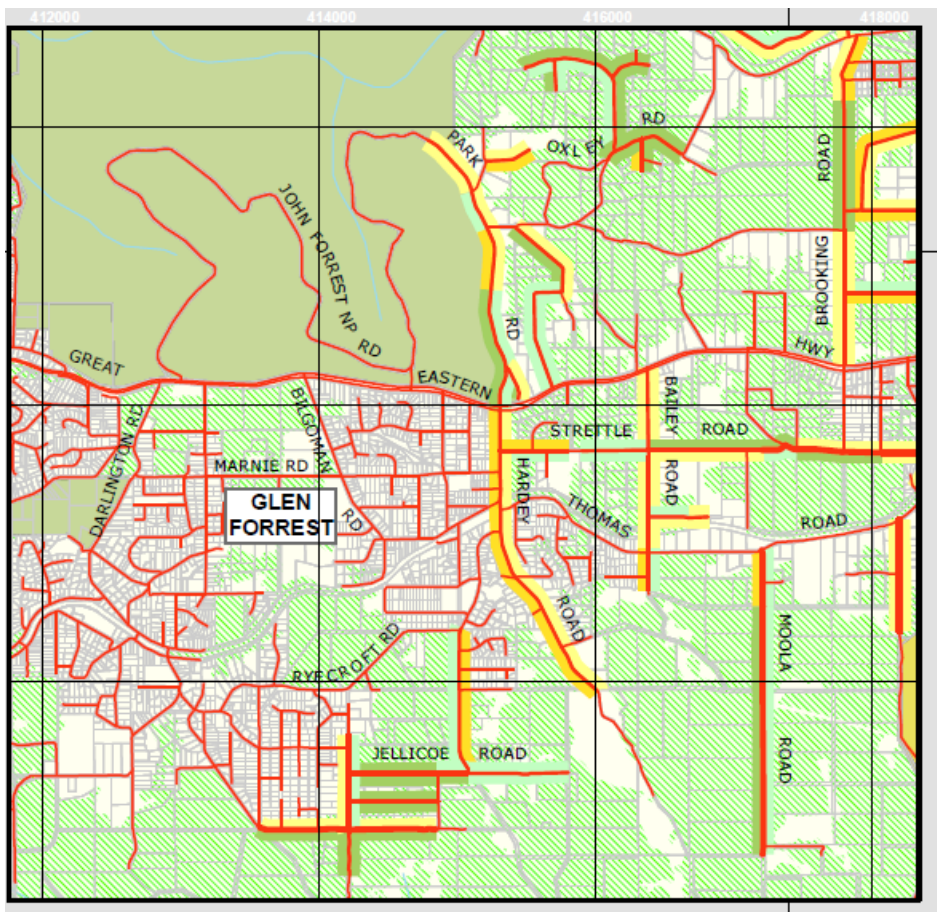 412000
414000
416000
418000
PARK
OXLEY
RD
ROAD
JOHN FORREST NP
RD
BROOKING
RD
HWY
GREAT
EASTERN
BAILEY
BILGOMAN
DARLINGTON RD
STRETTLE
ROAD
MARNIE RD
HARDEY
ROAD
GLEN
FORREST
RD
THOMAS
ROAD
ROAD
MOOLA
RYECROFT RD
JELLICOE
ROAD
ROAD